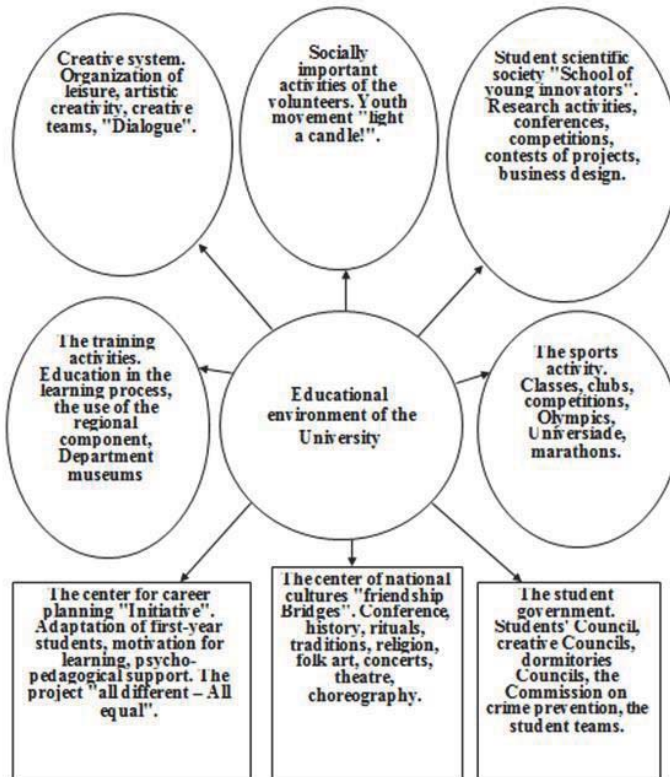 Creative system.
Organization of
leisure, artistic
creativity, creative
teams, "Dialogue".
Socially
important
activities of the
volunteers. Youth
movement "light
a candle!".
Student scientific
society "School of
young innovators".
Research activities,
conferences,
competitions,
contests of projects,
business design.
The training
activities.
Education in the
learning process,
the use of the
regional
component,
Department
museums
Educational
environment of the
University
The sports
activity.
Classes, clubs,
competitions,
Olympics,
Universiade,
marathons.
The center for career
planning "Initiative".
Adaptation of first-year
students, motivation for
learning, psycho-
pedagogical support. The
project "all different – All
equal".
The center of national
cultures "friendship
Bridges". Conference,
history, rituals,
traditions, religion,
folk art, concerts,
theatre,
choreography.
The student
government.
Students' Council,
creative Councils,
dormitories
Councils, the
Commission on
crime prevention, the
student teams.